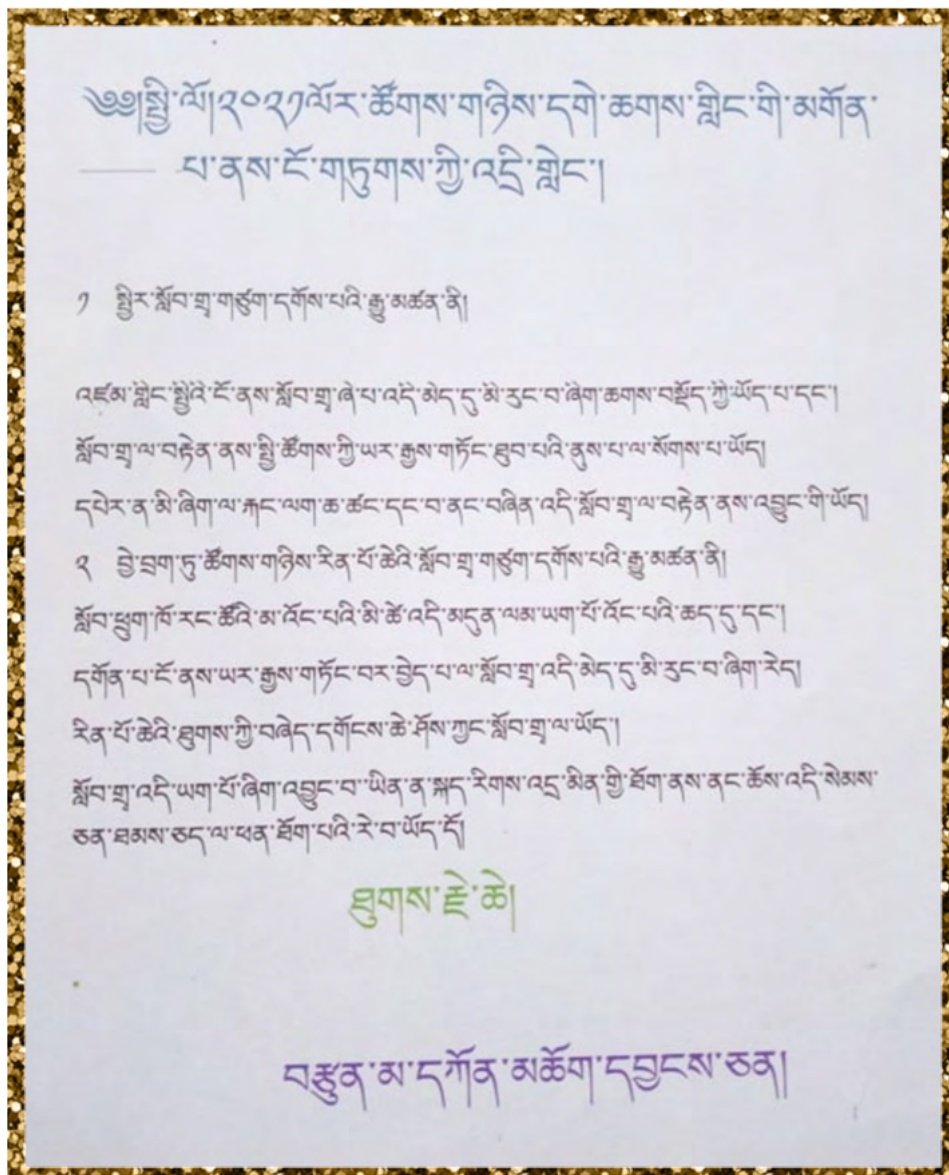 ༄༅།སྤྱི་ལོ།༢༠༢༡ལོར་ཚོགས་གཉིས་དགེ་ཆགས་གླིང་གི་མགོན་
པ་ནས་ངོ་གཏུགས་ཀྱི་འདྲི་གླེང་།
༡ སྤྱིར་སློབ་གྲྭ་གཙུག་དགོས་པའི་རྒྱུ་མཚན་ནི།
འཛམ་གླིང་སྤྱིའི་ངོ་ནས་སློབ་གྲྭ་ཞེ་པ་འདི་མེད་དུ་མི་རུང་བ་ཞིག་ཆགས་བསྡོད་ཀྱི་ཡོད་པ་དང་།
སློབ་གྲྭ་ལ་བརྟེན་ནས་སྤྱི་ཚོགས་ཀྱི་ཡར་རྒྱས་གཏོང་ཐུབ་པའི་ནུས་པ་ལ་སོགས་པ་ཡོད།
དཔེར་ན་མི་ཞིག་ལ་རྐང་ལག་ཆ་ཚང་དང་བ་ནང་བཞིན་འདི་སློབ་གྲྭ་ལ་བརྟེན་ནས་འབྱུང་གི་ཡོད།
༢ བྱེ་བྲག་ཏུ་ཚོགས་གཉིས་རིན་པོ་ཆེའི་སློབ་གྲྭ་གཙུག་དགོས་པའི་རྒྱུ་མཚན་ནི།
སློབ་ཕྲུག་ཁོ་རང་ཚོའི་མ་འོང་པའི་མི་ཚེ་འདི་མདུན་ལམ་ཡག་པོ་འོང་པའི་ཆད་དུ་དང་།
དགོན་པ་ངོ་ནས་ཡར་རྒྱས་གཏོང་བར་བྱེད་པ་ལ་སློབ་གྲྭ་འདི་མེད་དུ་མི་རུང་བ་ཞིག་རེད།
རིན་པོ་ཆེའི་ཐུགས་ཀྱི་བཞེད་དགོངས་ཆེ་ཤོས་ཀྱང་སློབ་གྲྭ་ལ་ཡོད།
སློབ་གྲྭ་འདི་ཡག་པོ་ཞིག་འབྱུང་བ་ཡིན་ན་སྐད་རིགས་འདྲ་མིན་གྱི་ཐོག་ནས་ནང་ཆོས་འདི་སེམས་
ཅན་ཐམས་ཅད་ལ་ཕན་ཐོག་པའི་རེ་བ་ཡོད་དོ།
ཐུགས་རྗེ་ཆེ།
བཙུན་མ་དཀོན་མཆོག་དབྱངས་ཅན།